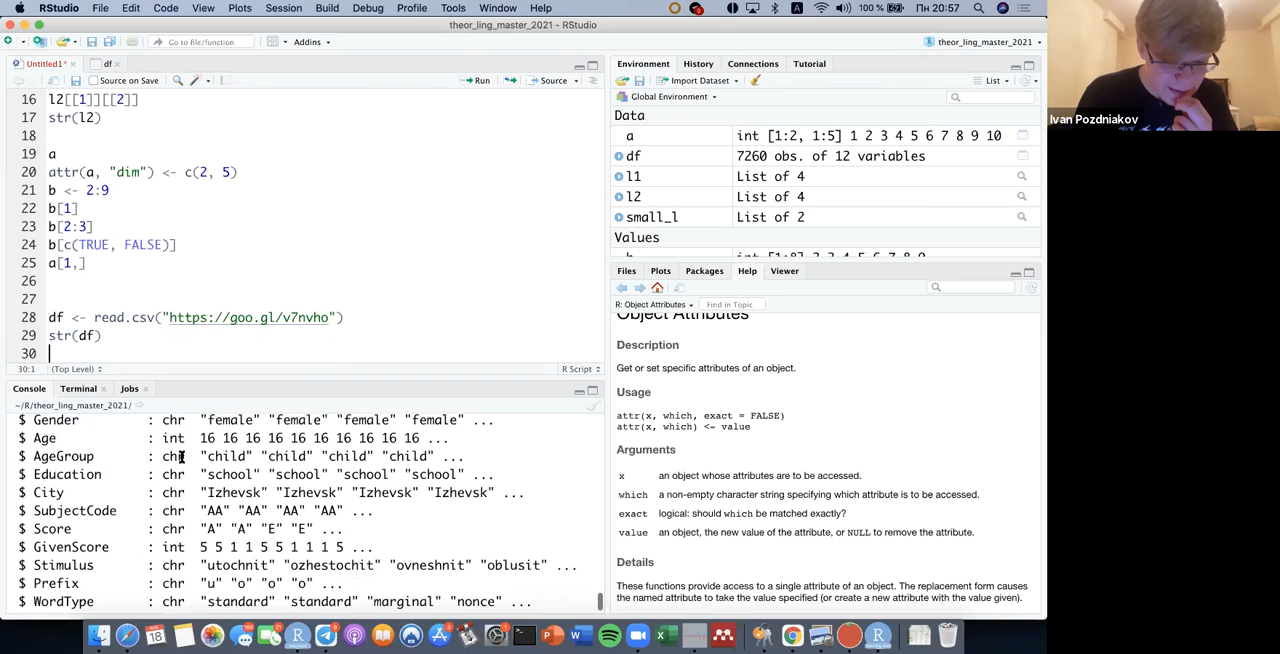 RStudio File Edit Code View Plots Session Build Debug Profile Tools Window Help 100 % Пн 20:57
theor_ling_master_2021 - RStudio
Go to file/function Addins theor_ling_master_2021
Untitled1* df
Source on Save Run Source
16 l2[[1]][[2]]
17 str(l2)
18
19 a
20 attr(a, "dim") <- c(2, 5)
21 b <- 2:9
22 b[1]
23 b[2:3]
24 b[c(TRUE, FALSE)]
25 a[1,]
26
27
28 df <- read.csv("https://goo.gl/v7nvho")
29 str(df)
30
30:1 (Top Level) R Script
Console Terminal Jobs
~/R/theor_ling_master_2021/
$ Gender : chr "female" "female" "female" "female" ...
$ Age : int 16 16 16 16 16 16 16 16 16 16 ...
$ AgeGroup : chr "child" "child" "child" "child" ...
$ Education : chr "school" "school" "school" "school" ...
$ City : chr "Izhevsk" "Izhevsk" "Izhevsk" "Izhevsk" ...
$ SubjectCode : chr "AA" "AA" "AA" "AA" ...
$ Score : chr "A" "A" "E" "E" ...
$ GivenScore : int 5 5 1 1 5 5 1 1 1 5 ...
$ Stimulus : chr "utochnit" "ozhestochit" "ovneshnit" "oblusit" ...
$ Prefix : chr "u" "o" "o" "o" ...
$ WordType : chr "standard" "standard" "marginal" "nonce" ...
Environment History Connections Tutorial
Import Dataset List
Global Environment
Data
a int [1:2, 1:5] 1 2 3 4 5 6 7 8 9 10
df 7260 obs. of 12 variables
l1 List of 4
l2 List of 4
small_l List of 2
Values
Files Plots Packages Help Viewer
R: Object Attributes Find in Topic
Object Attributes
Description
Get or set specific attributes of an object.
Usage
attr(x, which, exact = FALSE)
attr(x, which) <- value
Arguments
x an object whose attributes are to be accessed.
which a non-empty character string specifying which attribute is to be accessed.
exact logical: should which be matched exactly?
value an object, the new value of the attribute, or NULL to remove the attribute.
Details
These functions provide access to a single attribute of an object. The replacement form causes
the named attribute to take the value specified (or create a new attribute with the value given).
Ivan Pozdniakov